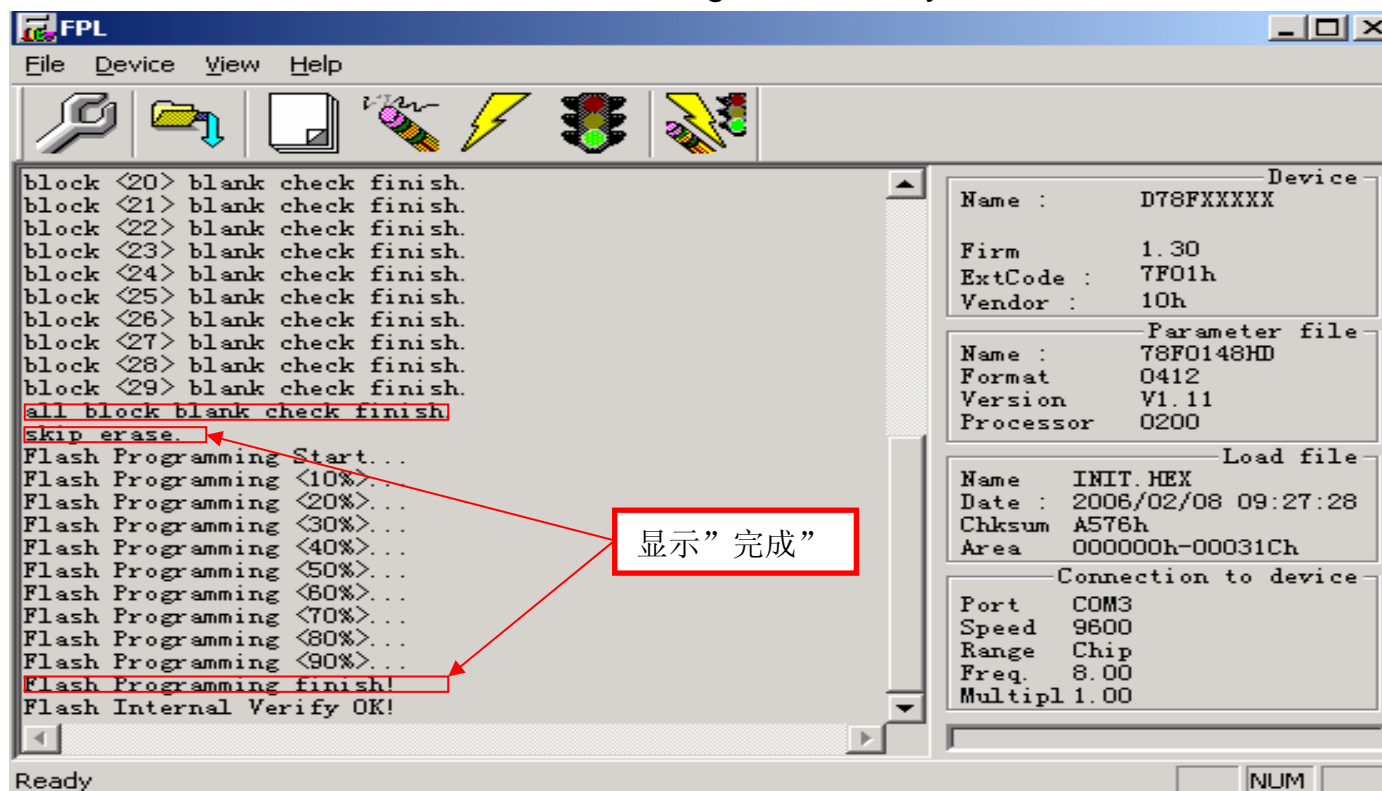 FPL
File Device View Help
block <20> blank check finish.
block <21> blank check finish.
block <22> blank check finish.
block <23> blank check finish.
block <24> blank check finish.
block <25> blank check finish.
block <26> blank check finish.
block <27> blank check finish.
block <28> blank check finish.
block <29> blank check finish.
all block blank check finish
skip erase.
Flash Programming Start...
Flash Programming <10%>...
Flash Programming <20%>...
Flash Programming <30%>...
Flash Programming <40%>...
Flash Programming <50%>...
Flash Programming <60%>...
Flash Programming <70%>...
Flash Programming <80%>...
Flash Programming <90%>...
Flash Programming finish!
Flash Internal Verify OK!
显示”完成”
Device
Name : D78FXXXXX
Firm 1.30
ExtCode : 7F01h
Vendor : 10h
Parameter file
Name : 78F0148HD
Format 0412
Version V1.11
Processor 0200
Load file
Name INIT.HEX
Date : 2006/02/08 09:27:28
Chksum A576h
Area 000000h-00031Ch
Connection to device
Port COM3
Speed 9600
Range Chip
Freq. 8.00
Multipl 1.00
Ready
NUM